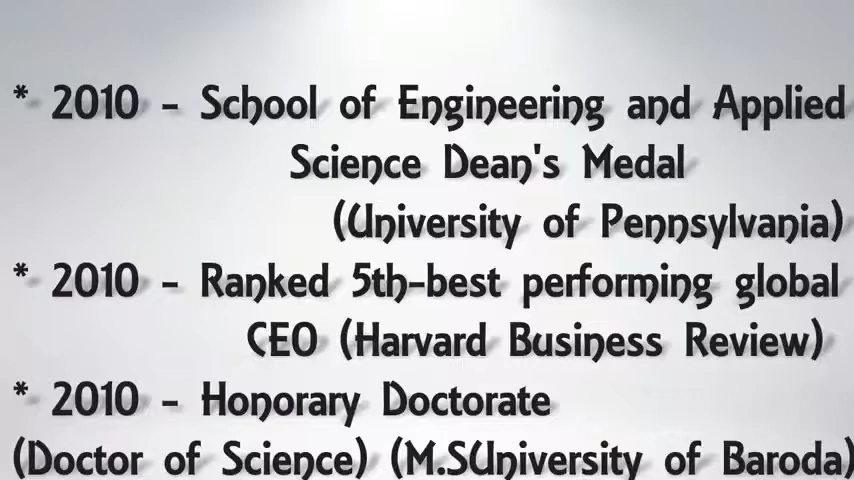 * 2010 - School of Engineering and Applied
Science Dean's Medal
(University of Pennsylvania)
* 2010 - Ranked 5th-best performing global
CEO (Harvard Business Review)
* 2010 - Honorary Doctorate
(Doctor of Science) (M.SUniversity of Baroda)